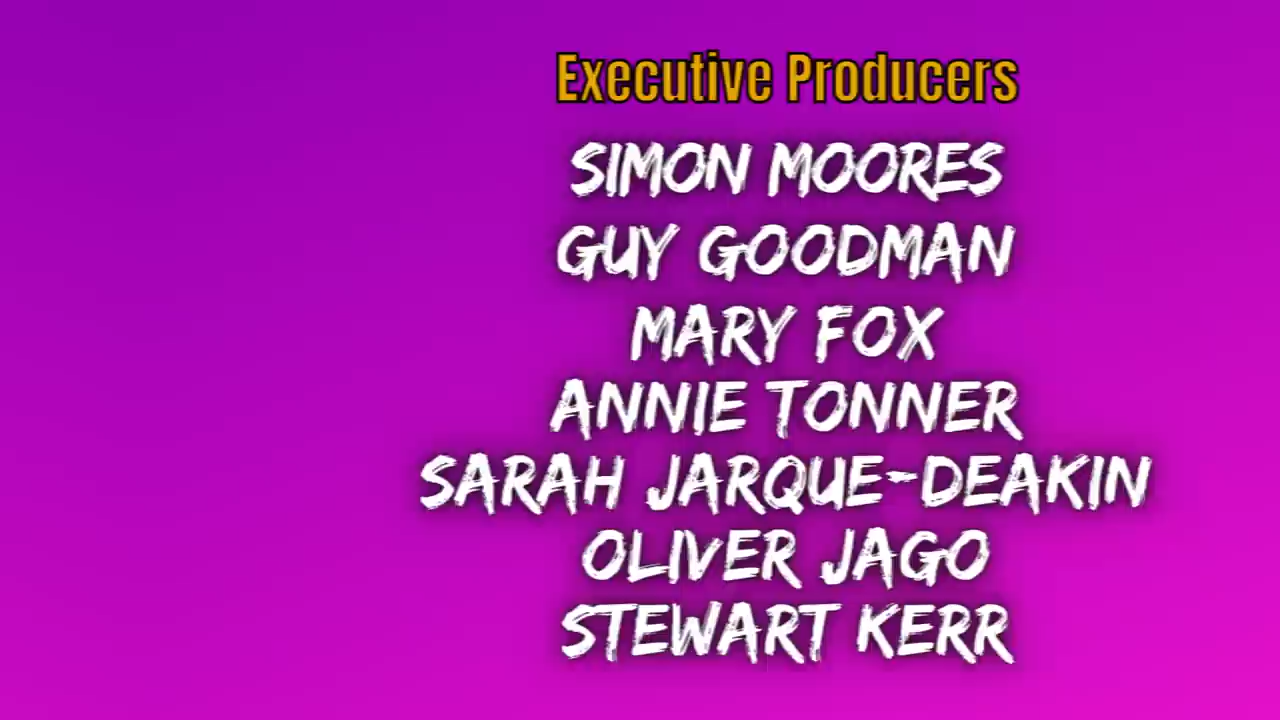 Executive Producers
SIMON MOORES
GUY GOODMAN
MARY FOX
ANNIE TONNER
SARAH JARQUE-DEAKIN
OLIVER JAGO
STEWART KERR